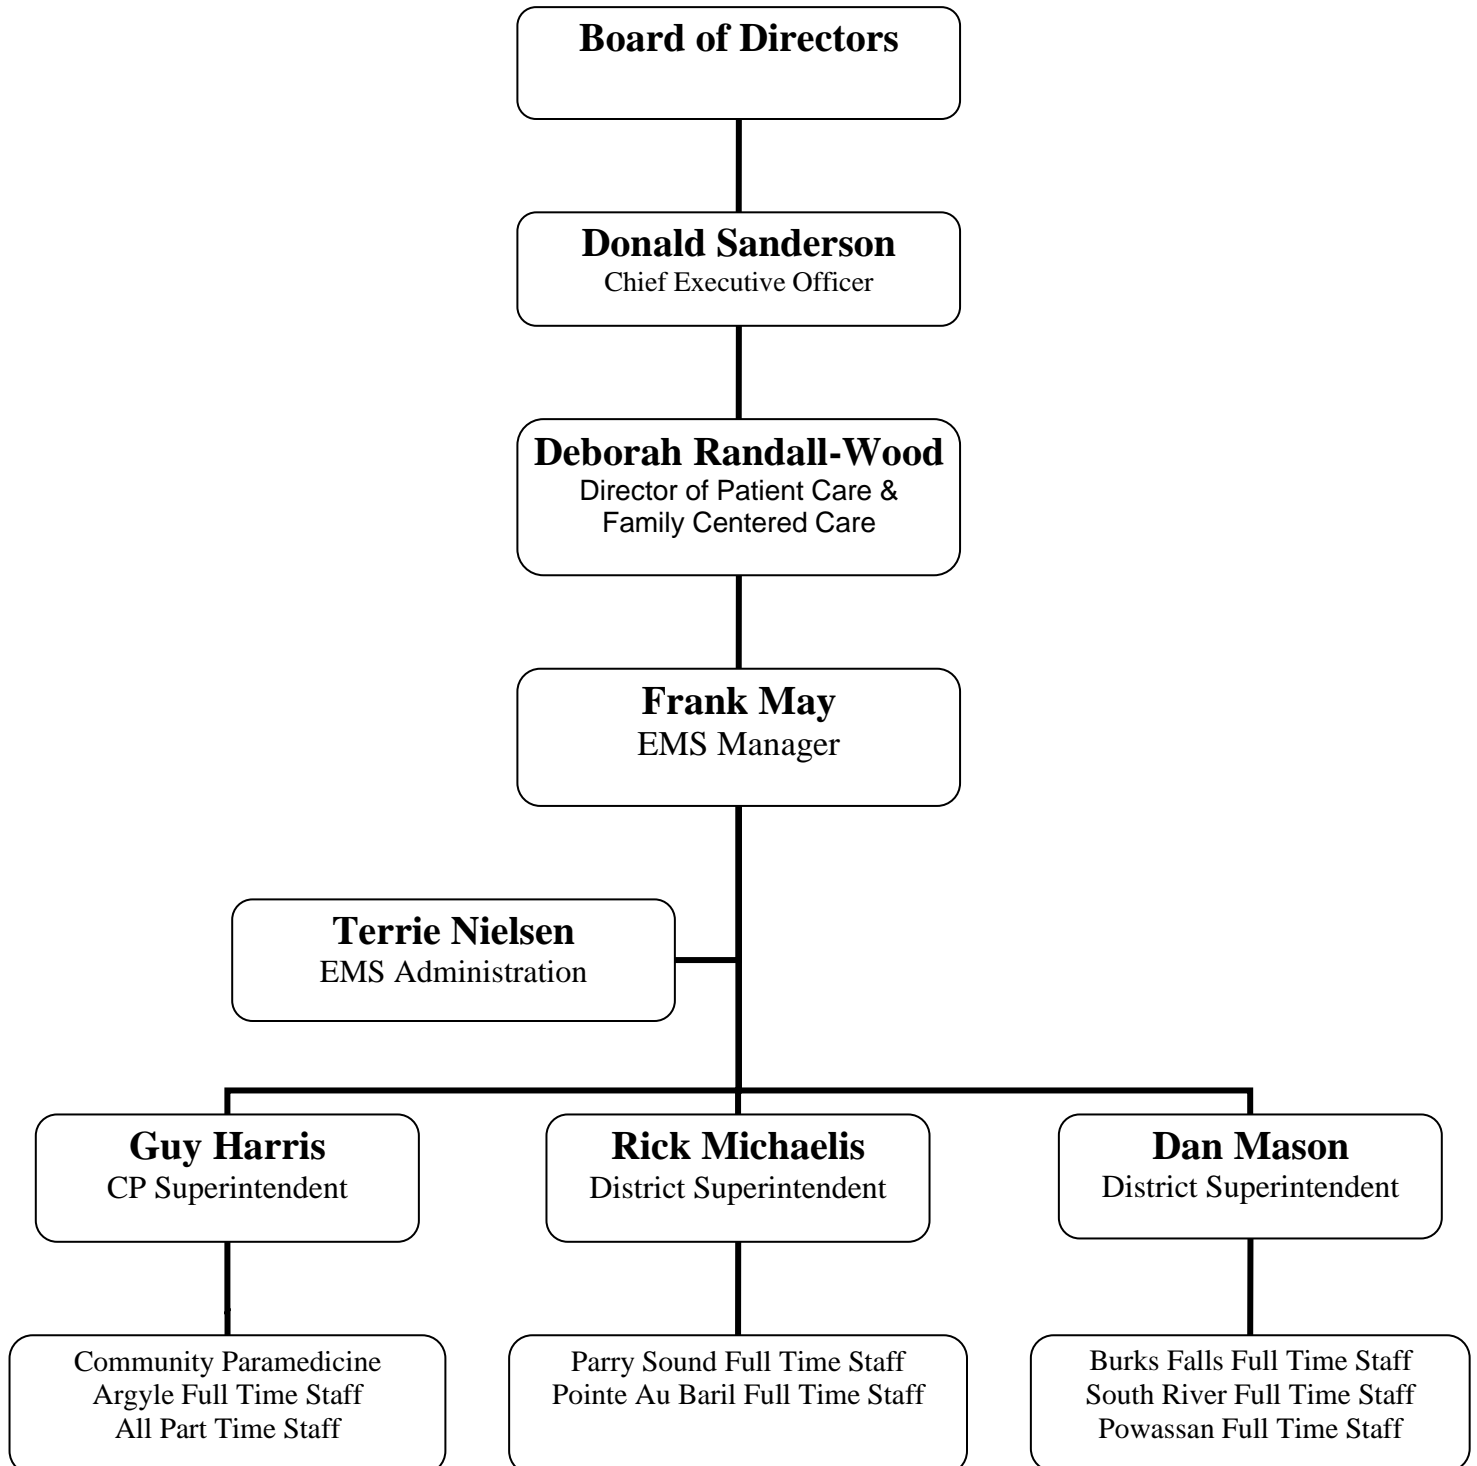 Board of Directors
Donald Sanderson
Chief Executive Officer
Deborah Randall-Wood
Director of Patient Care &
Family Centered Care
Frank May
EMS Manager
Terrie Nielsen
EMS Administration
Guy Harris
CP Superintendent
Rick Michaelis
District Superintendent
Dan Mason
District Superintendent
Community Paramedicine
Argyle Full Time Staff
All Part Time Staff
Parry Sound Full Time Staff
Pointe Au Baril Full Time Staff
Burks Falls Full Time Staff
South River Full Time Staff
Powassan Full Time Staff